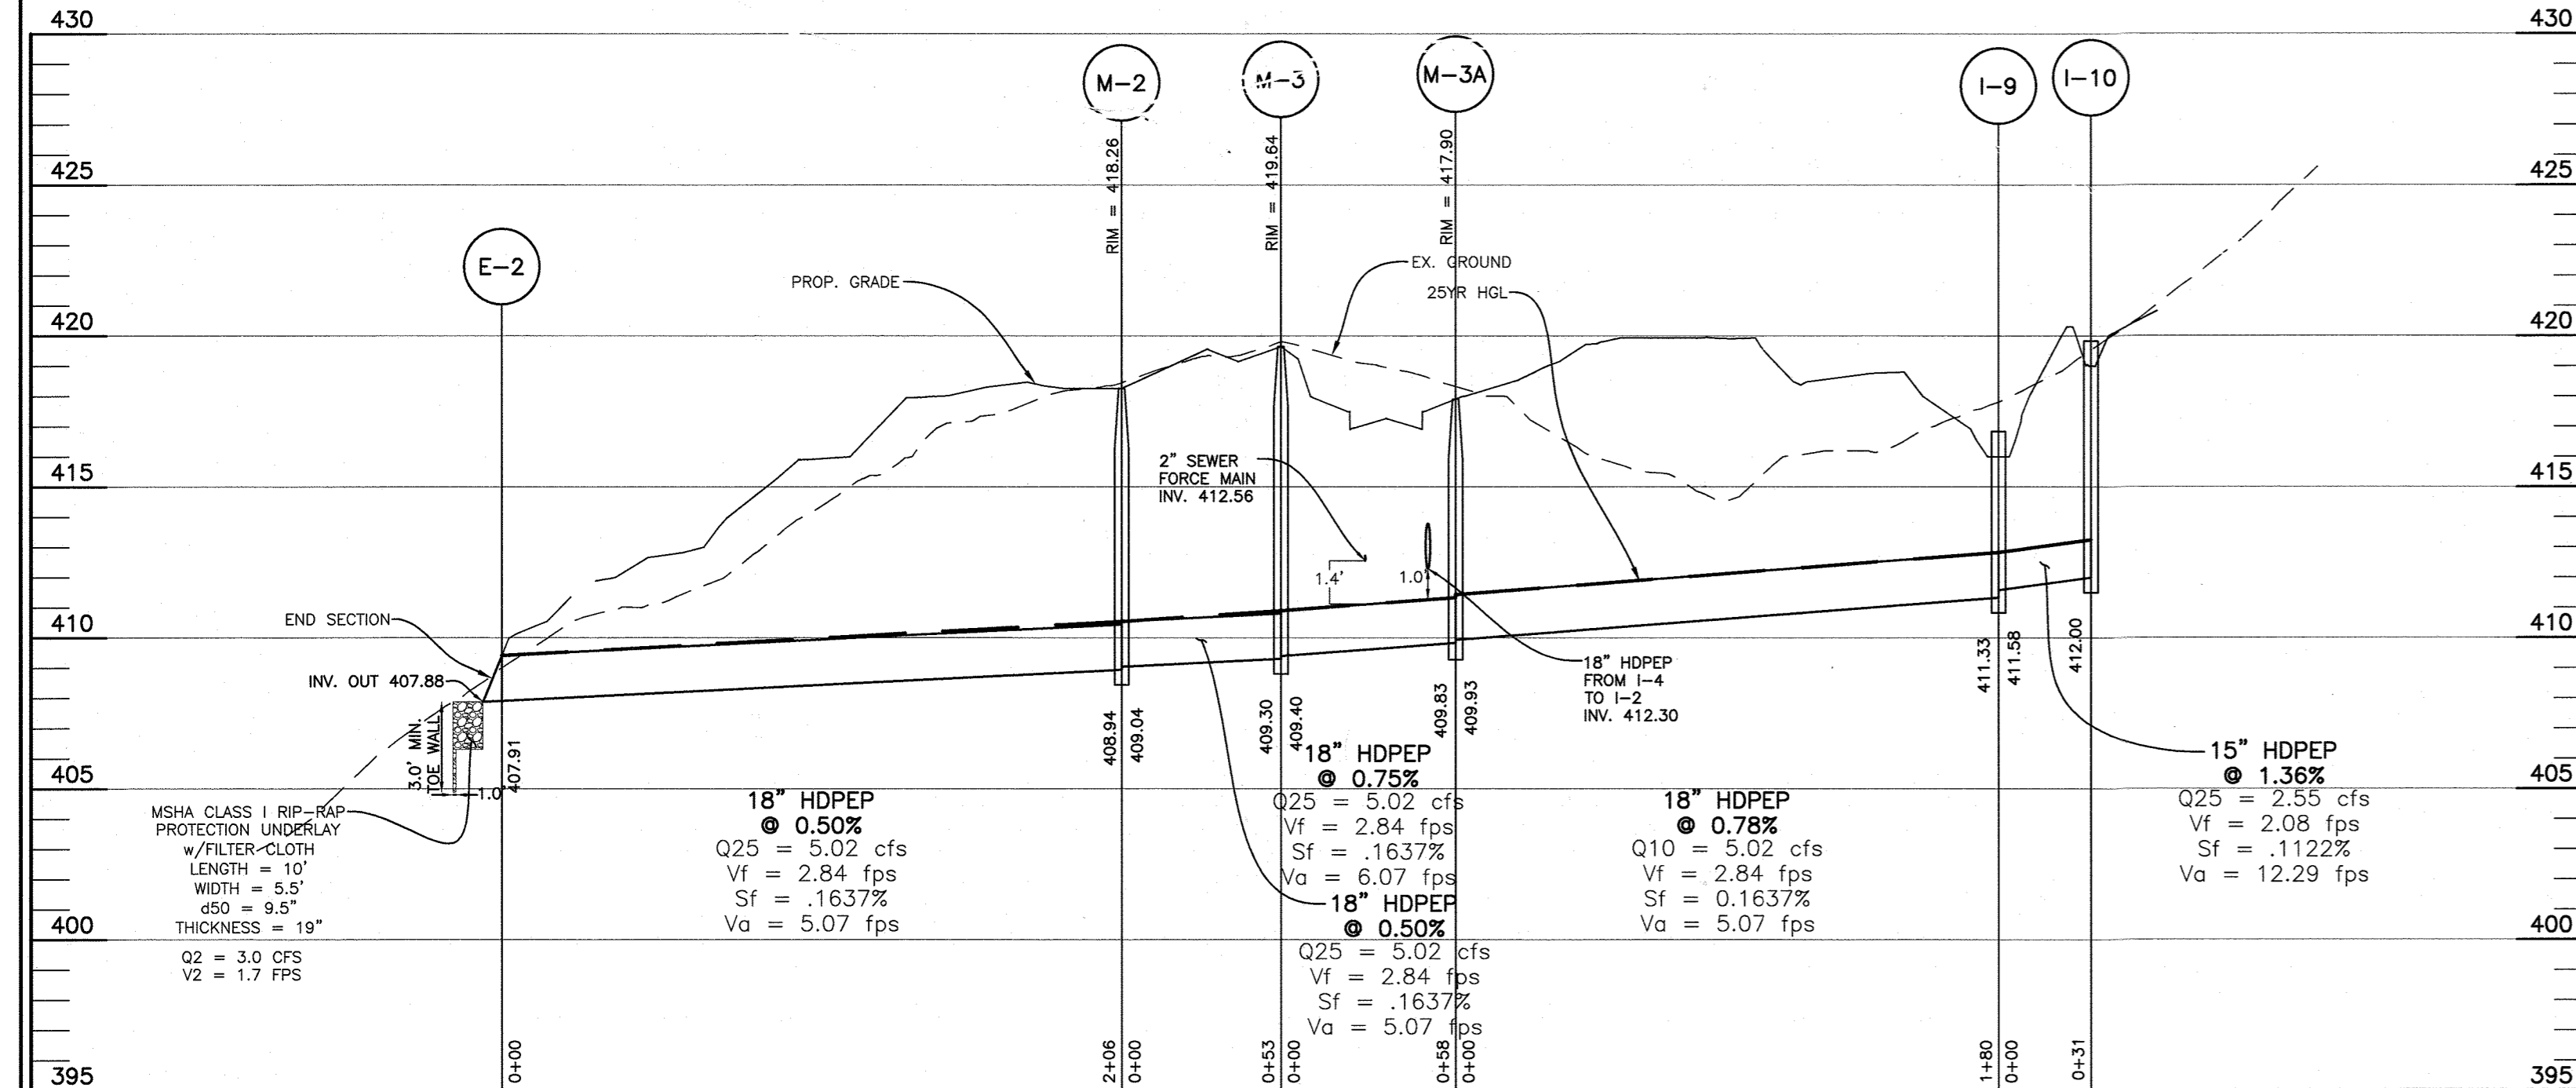 430
430
M-2
M-3
M-3A
I-9
I-10
RIM = 418.26
RIM = 419.64
RIM = 417.90
425
425
E-2
PROP. GRADE
EX. GROUND
25YR HGL
420
420
2" SEWER
FORCE MAIN
INV. 412.56
415
415
1.4'
1.0'
END SECTION
INV. OUT 407.88
410
410
18" HDPEP
FROM I-4
TO I-2
INV. 412.30
411.33
411.58
412.00
408.94
409.04
409.30
409.40
409.83
409.93
3.0' MIN.
TOE WALL
1.0'
407.91
405
405
MSHA CLASS I RIP-RAP
PROTECTION UNDERLAY
w/FILTER CLOTH
LENGTH = 10'
WIDTH = 5.5'
d50 = 9.5"
THICKNESS = 19"
Q2 = 3.0 CFS
V2 = 1.7 FPS
18" HDPEP
@ 0.50%
Q25 = 5.02 cfs
Vf = 2.84 fps
Sf = .1637%
Va = 5.07 fps
18" HDPEP
@ 0.75%
Q25 = 5.02 cfs
Vf = 2.84 fps
Sf = .1637%
Va = 6.07 fps
18" HDPEP
@ 0.50%
Q25 = 5.02 cfs
Vf = 2.84 fps
Sf = .1637%
Va = 5.07 fps
18" HDPEP
@ 0.78%
Q10 = 5.02 cfs
Vf = 2.84 fps
Sf = 0.1637%
Va = 5.07 fps
15" HDPEP
@ 1.36%
Q25 = 2.55 cfs
Vf = 2.08 fps
Sf = .1122%
Va = 12.29 fps
400
400
0+00
2+06
0+00
0+53
0+00
0+58
0+00
1+80
0+00
0+31
395
395